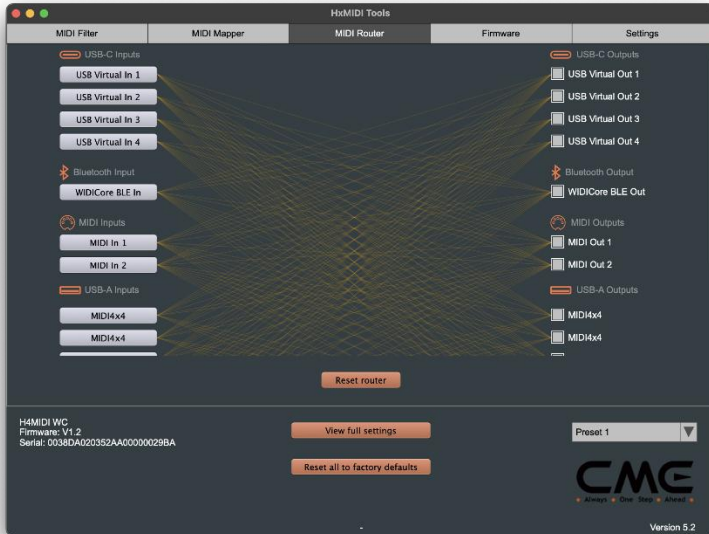 HxMIDI Tools
MIDI Filter
MIDI Mapper
MIDI Router
Firmware
Settings
USB-C Inputs
USB Virtual In 1
USB Virtual In 2
USB Virtual In 3
USB Virtual In 4
Bluetooth Input
WIDICore BLE In
MIDI Inputs
MIDI In 1
MIDI In 2
USB-A Inputs
MIDI4x4
MIDI4x4
USB-C Outputs
USB Virtual Out 1
USB Virtual Out 2
USB Virtual Out 3
USB Virtual Out 4
Bluetooth Output
WIDICore BLE Out
MIDI Outputs
MIDI Out 1
MIDI Out 2
USB-A Outputs
MIDI4x4
MIDI4x4
Reset router
H4MIDI WC
Firmware: V1.2
Serial: 0038DA020352AA00000029BA
View full settings
Reset all to factory defaults
Preset 1
CME
Always One Step Ahead
-
Version 5.2